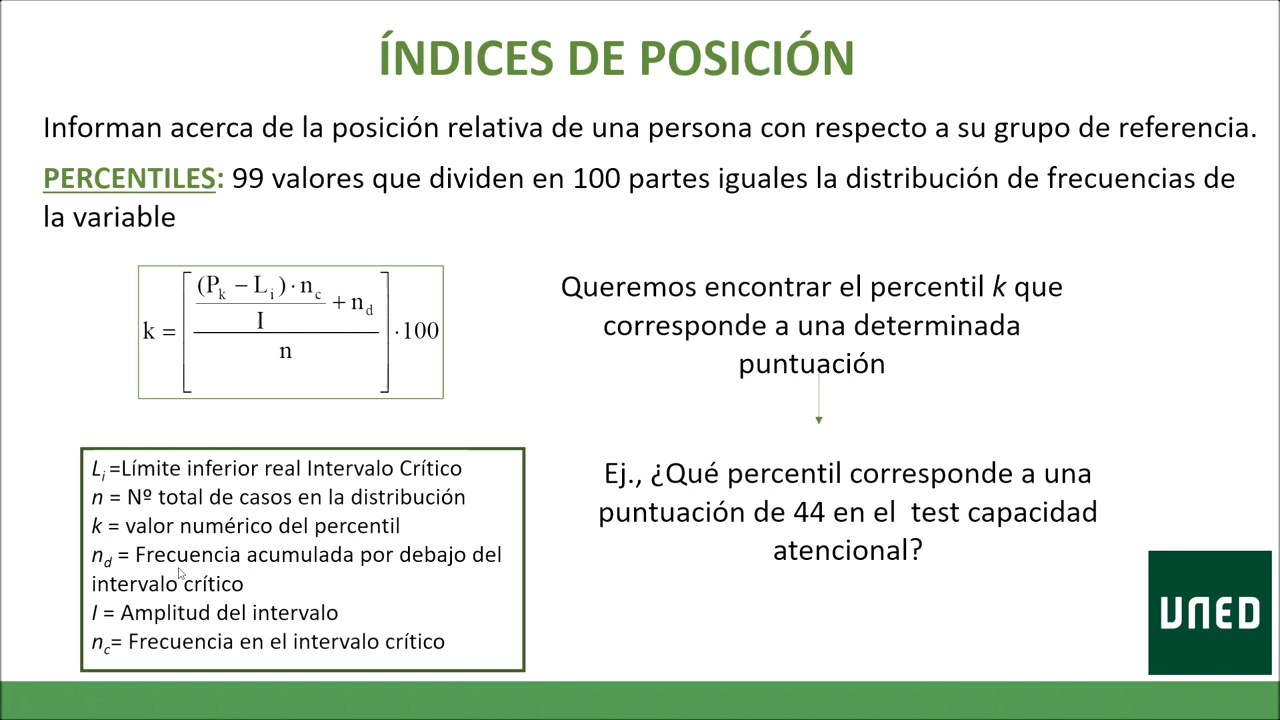 ÍNDICES DE POSICIÓN
Informan acerca de la posición relativa de una persona con respecto a su grupo de referencia.
PERCENTILES: 99 valores que dividen en 100 partes iguales la distribución de frecuencias de
la variable
k = [ ( (P_k − L_i) · n_c / I + n_d ) / n ] · 100
Queremos encontrar el percentil k que
corresponde a una determinada
puntuación
L_i =Límite inferior real Intervalo Crítico
n = Nº total de casos en la distribución
k = valor numérico del percentil
n_d = Frecuencia acumulada por debajo del
intervalo crítico
I = Amplitud del intervalo
n_c= Frecuencia en el intervalo crítico
Ej., ¿Qué percentil corresponde a una
puntuación de 44 en el test capacidad
atencional?
UNED